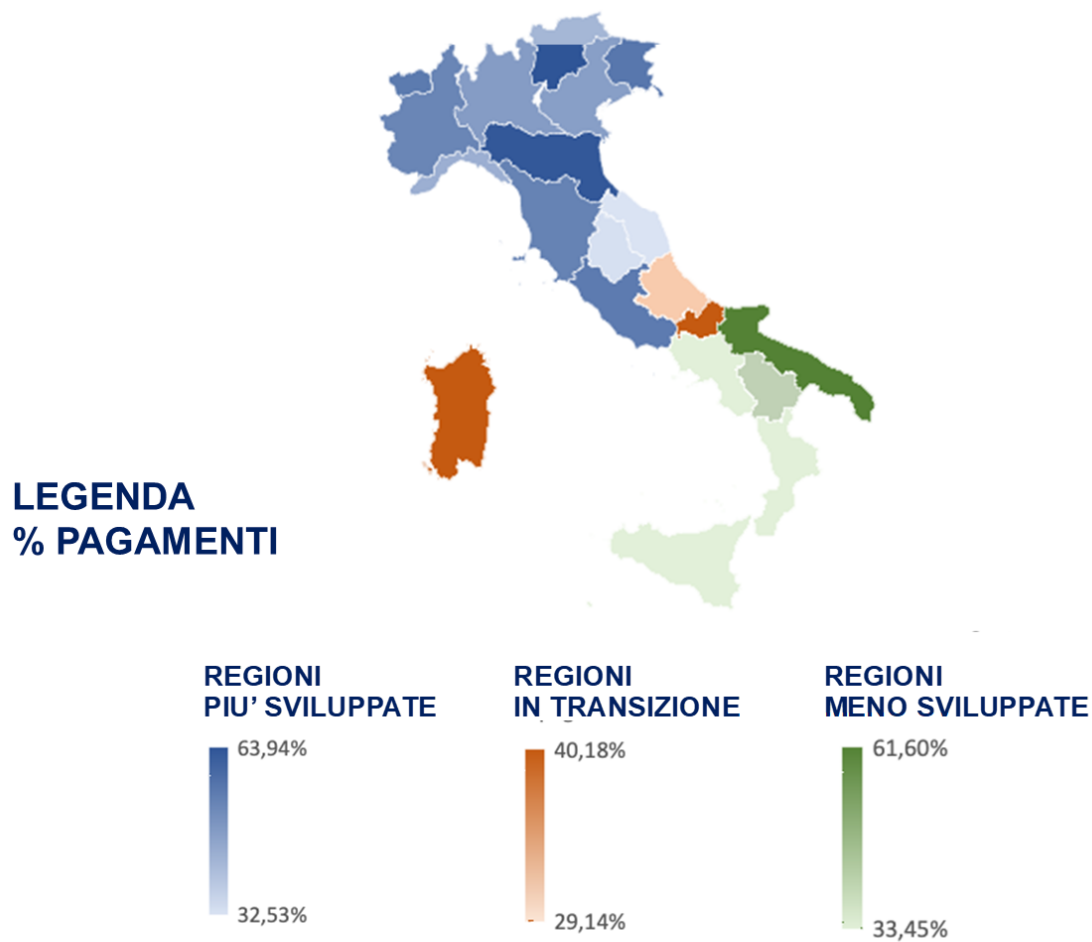 LEGENDA
% PAGAMENTI
REGIONI
PIU' SVILUPPATE
63,94%
32,53%
REGIONI
IN TRANSIZIONE
40,18%
29,14%
REGIONI
MENO SVILUPPATE
61,60%
33,45%